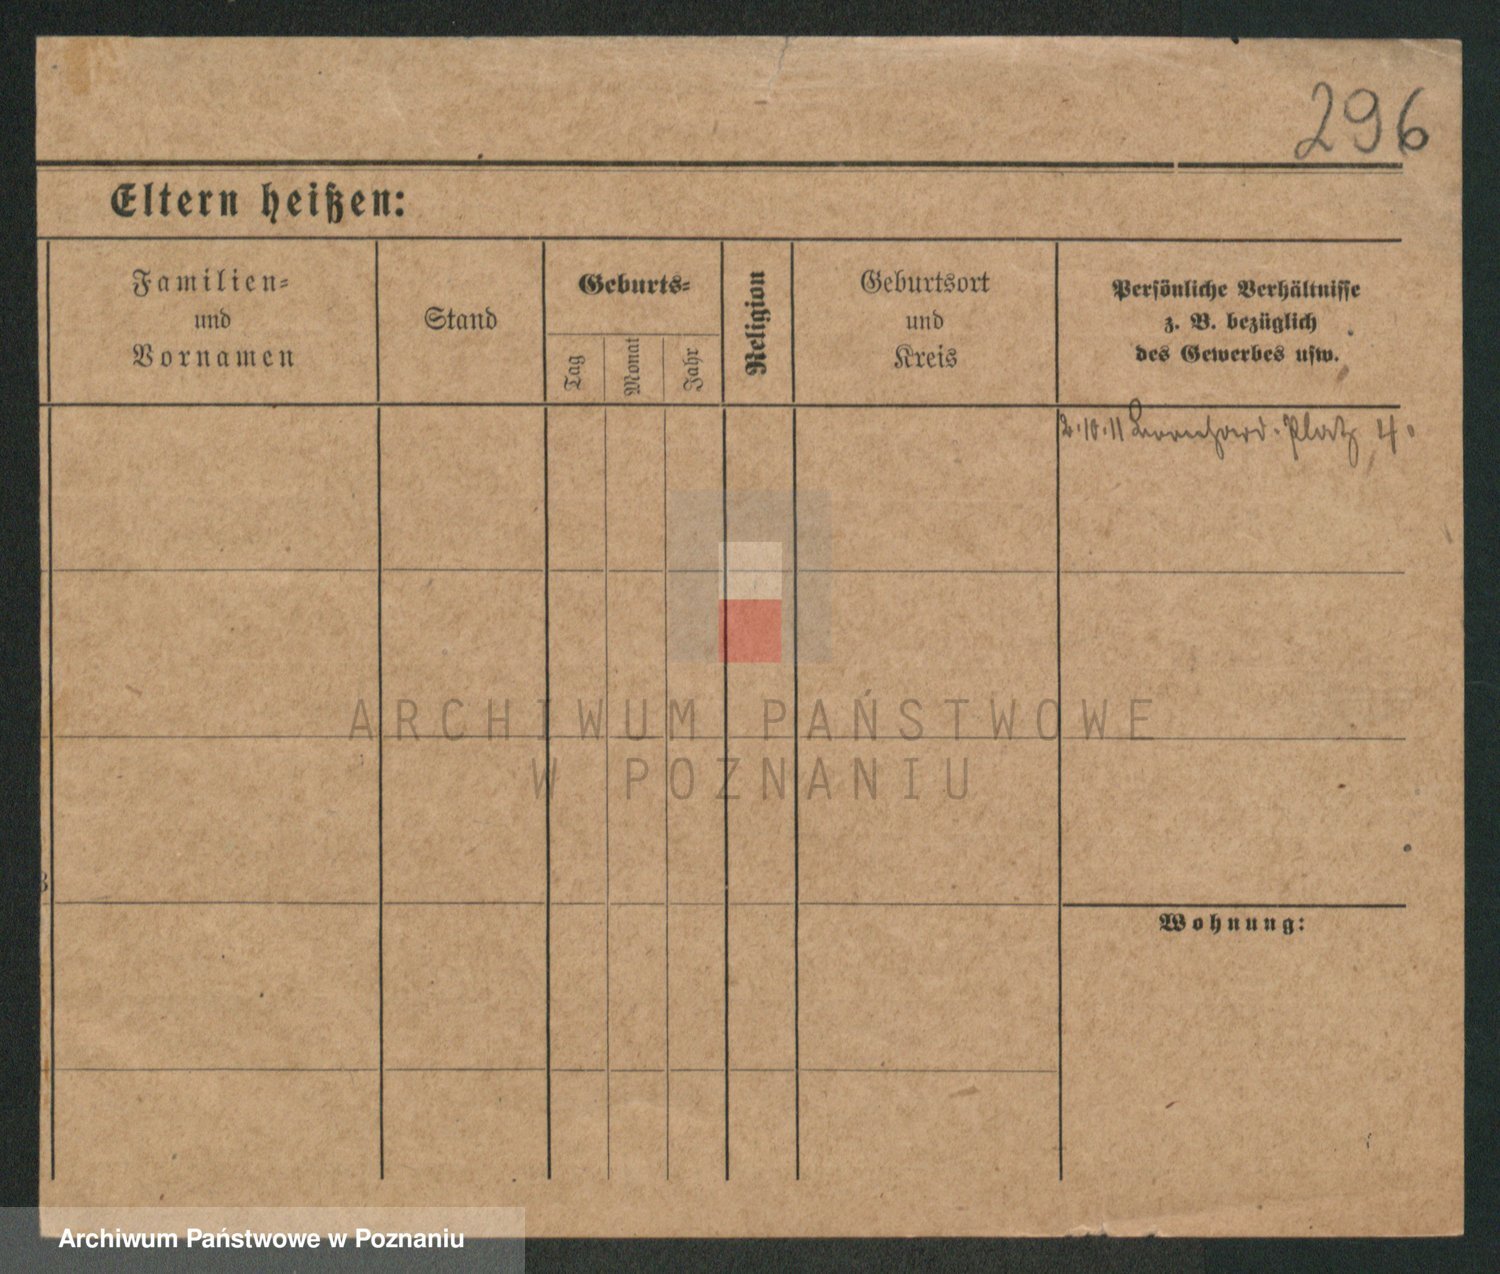 296
Eltern heißen:
Familien=
und
Vornamen
Stand
Geburts=
Tag
Monat
Jahr
Religion
Geburtsort
und
Kreis
Persönliche Verhältnisse
z. B. bezüglich
des Gewerbes usw.
2.10.11 Bernhard. Platz 4.
ARCHIWUM PAŃSTWOWE
W POZNANIU
Wohnung:
Archiwum Państwowe w Poznaniu